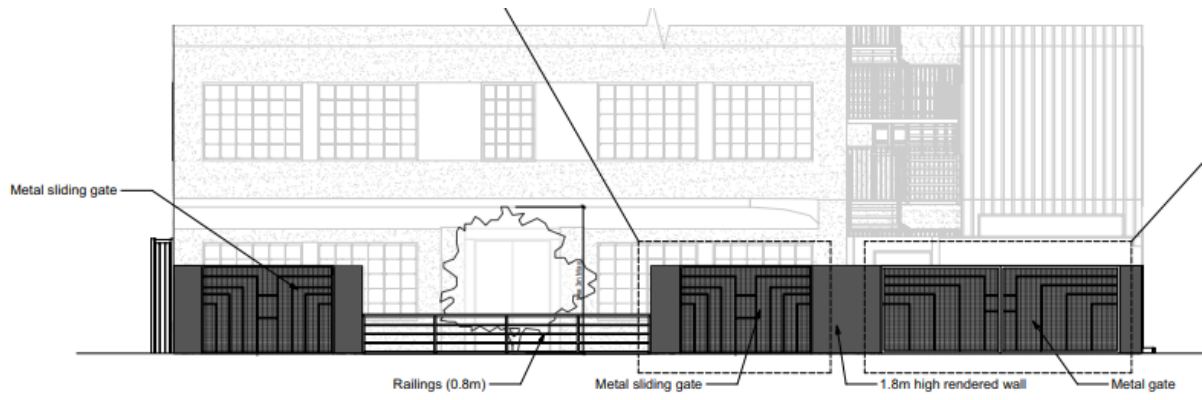 Metal sliding gate
Railings (0.8m)
Metal sliding gate
1.8m high rendered wall
Metal gate